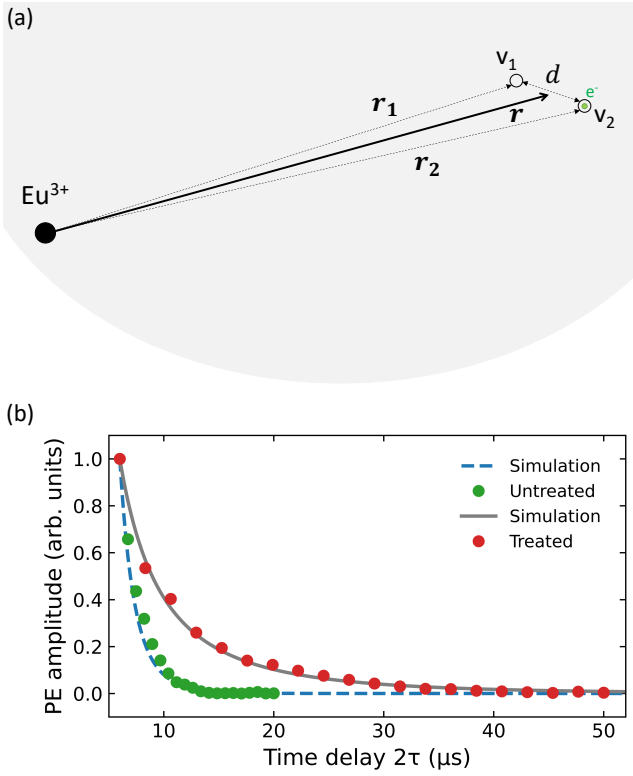 (a)
v₁
d
e⁻
r₁
r
v₂
r₂
Eu³⁺
(b)
PE amplitude (arb. units)
1.0
0.8
0.6
0.4
0.2
0.0
Simulation
Untreated
Simulation
Treated
10
20
30
40
50
Time delay 2τ (μs)